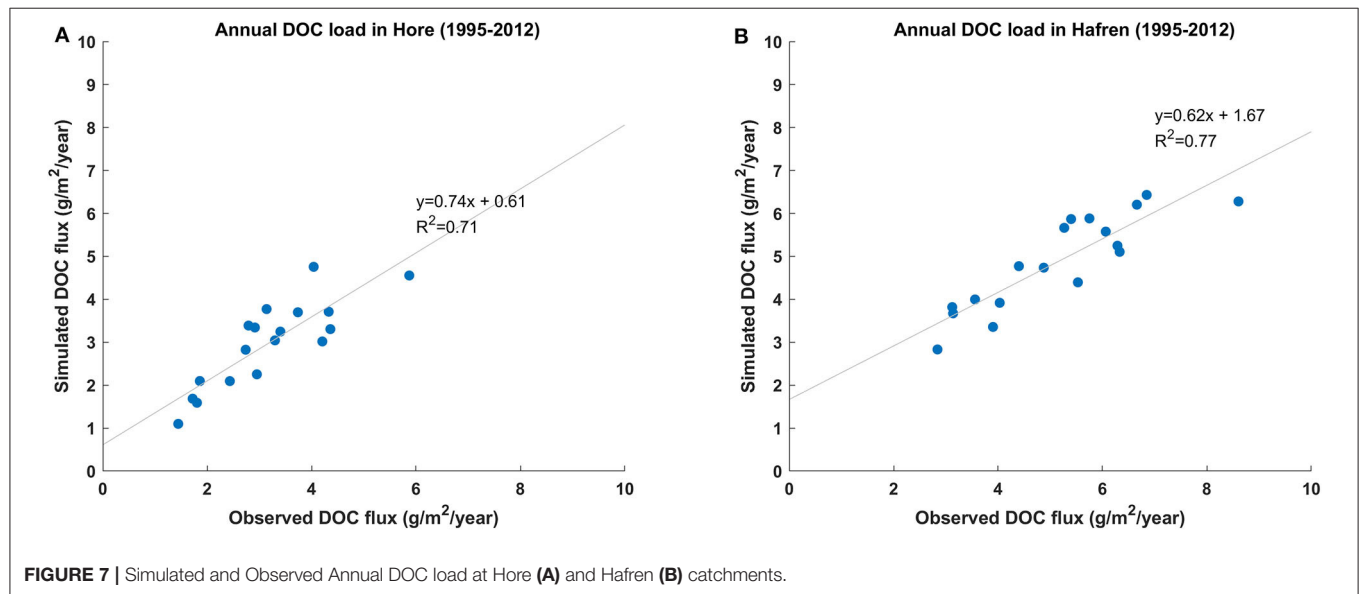 A
Annual DOC load in Hore (1995-2012)
10
9
8
7
6
5
4
3
2
1
0
Simulated DOC flux (g/m²/year)
y=0.74x + 0.61
R²=0.71
0 2 4 6 8 10
Observed DOC flux (g/m²/year)
B
Annual DOC load in Hafren (1995-2012)
10
9
8
7
6
5
4
3
2
1
0
Simulated DOC flux (g/m²/year)
y=0.62x + 1.67
R²=0.77
0 2 4 6 8 10
Observed DOC flux (g/m²/year)
FIGURE 7 | Simulated and Observed Annual DOC load at Hore (A) and Hafren (B) catchments.